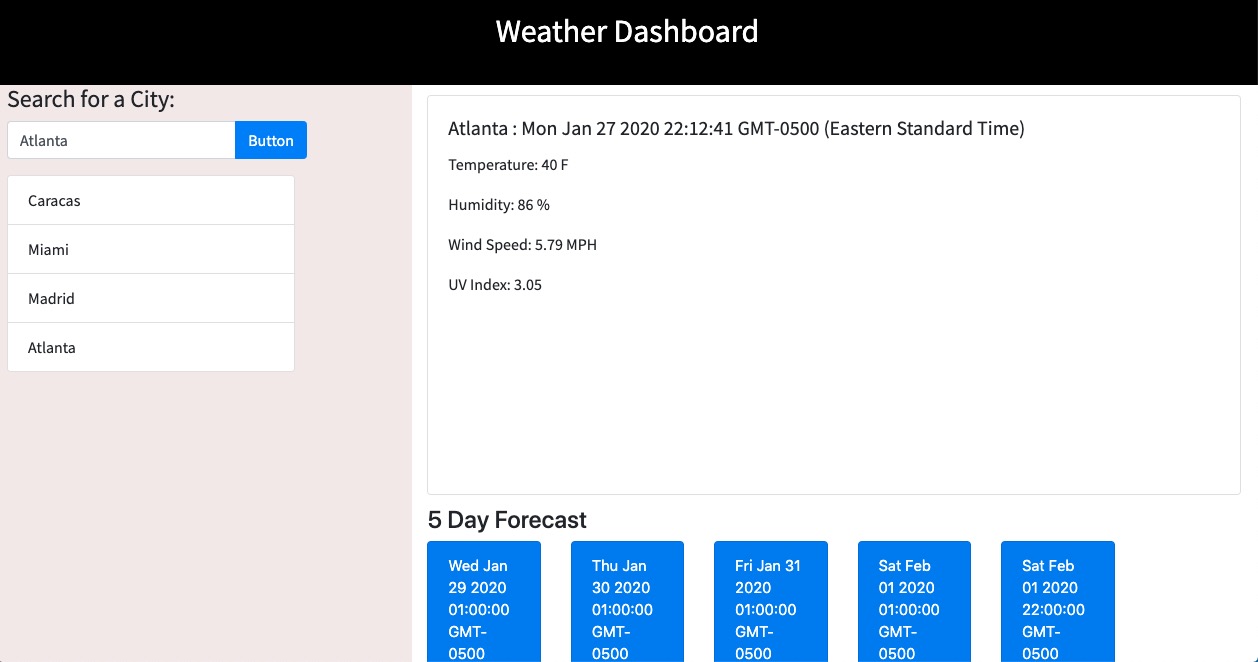 Weather Dashboard
Search for a City:
Atlanta
Button
Caracas
Miami
Madrid
Atlanta
Atlanta : Mon Jan 27 2020 22:12:41 GMT-0500 (Eastern Standard Time)
Temperature: 40 F
Humidity: 86 %
Wind Speed: 5.79 MPH
UV Index: 3.05
5 Day Forecast
Wed Jan
29 2020
01:00:00
GMT-
0500
Thu Jan
30 2020
01:00:00
GMT-
0500
Fri Jan 31
2020
01:00:00
GMT-
0500
Sat Feb
01 2020
01:00:00
GMT-
0500
Sat Feb
01 2020
22:00:00
GMT-
0500